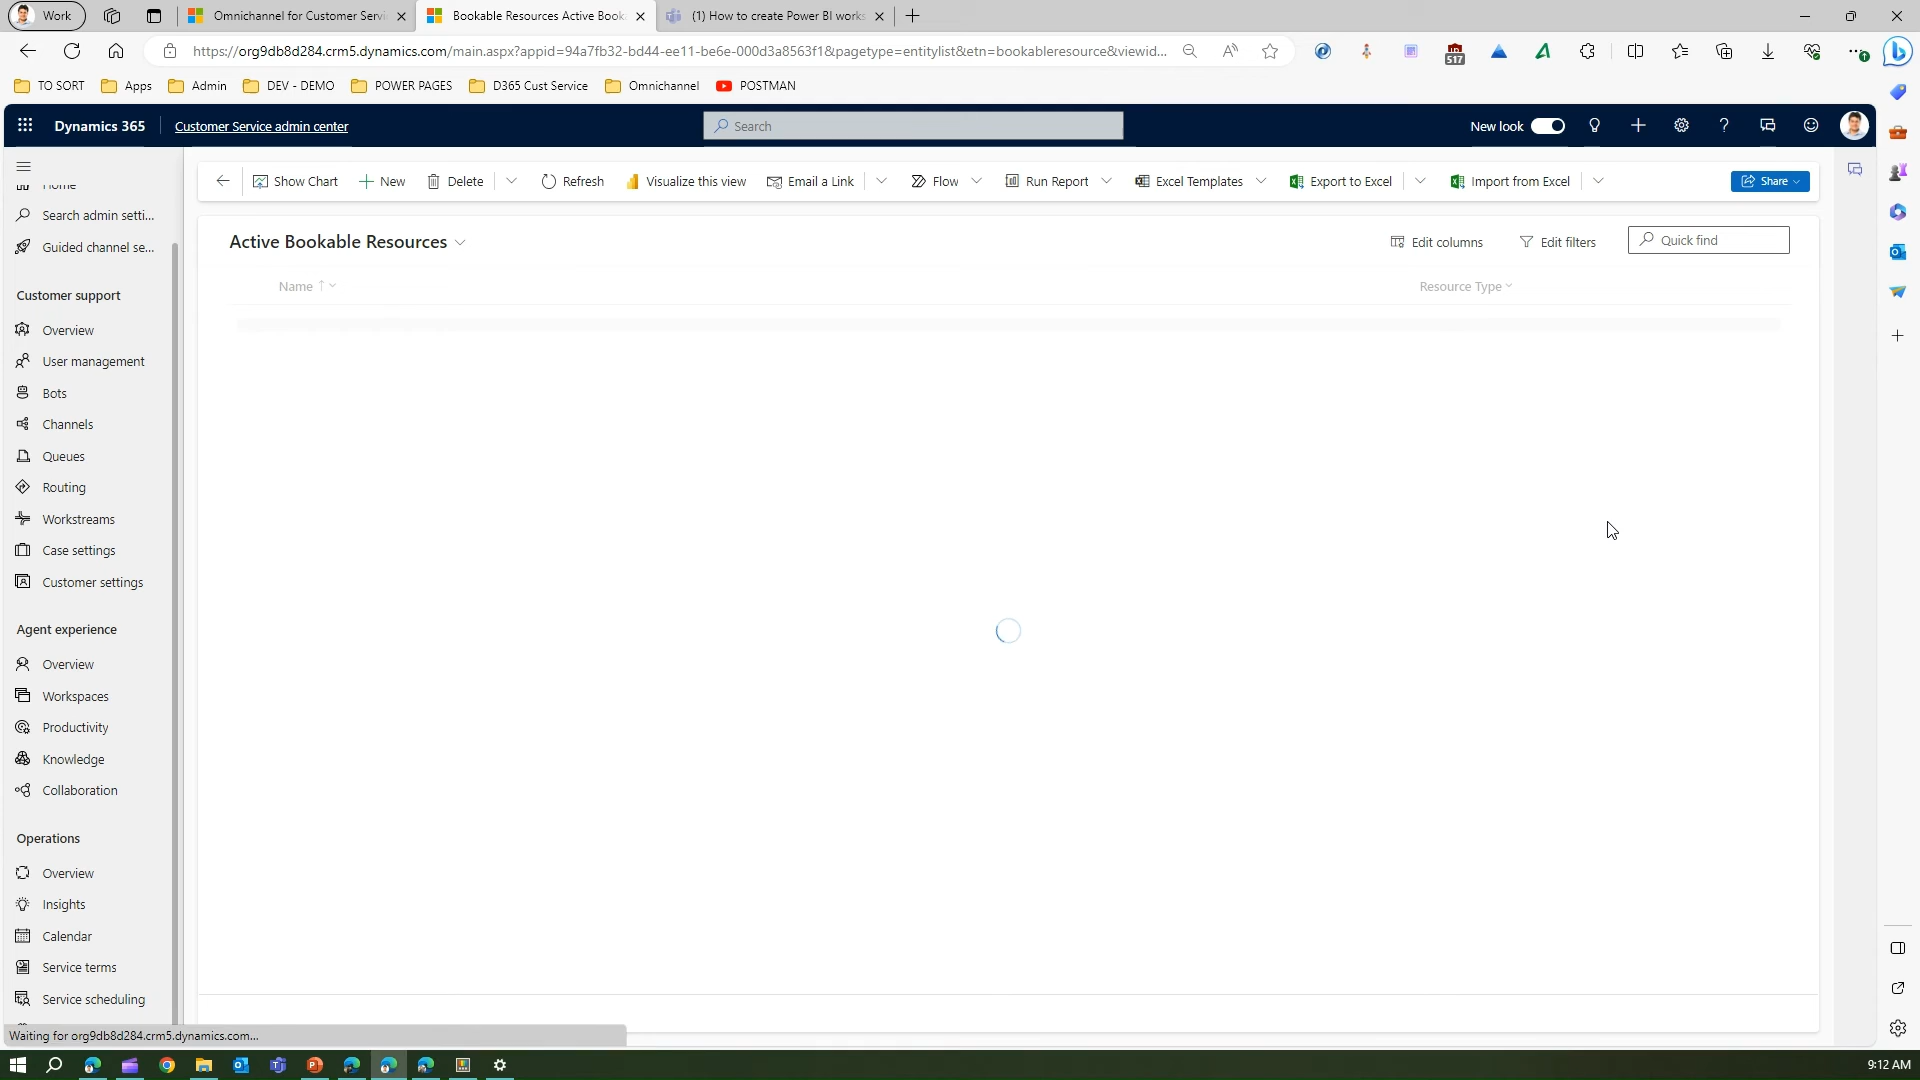 Work
Omnichannel for Customer Servi
Bookable Resources Active Book
(1) How to create Power BI works
https://org9db8d284.crm5.dynamics.com/main.aspx?appid=94a7fb32-bd44-ee11-be6e-000d3a8563f1&pagetype=entitylist&etn=bookableresource&viewid...
517
TO SORT
Apps
Admin
DEV - DEMO
POWER PAGES
D365 Cust Service
Omnichannel
POSTMAN
Dynamics 365
Customer Service admin center
Search
New look
Home
Search admin setti...
Guided channel se...
Customer support
Overview
User management
Bots
Channels
Queues
Routing
Workstreams
Case settings
Customer settings
Agent experience
Overview
Workspaces
Productivity
Knowledge
Collaboration
Operations
Overview
Insights
Calendar
Service terms
Service scheduling
Show Chart
New
Delete
Refresh
Visualize this view
Email a Link
Flow
Run Report
Excel Templates
Export to Excel
Import from Excel
Share
Active Bookable Resources
Edit columns
Edit filters
Quick find
Name
Resource Type
Waiting for org9db8d284.crm5.dynamics.com...
9:12 AM